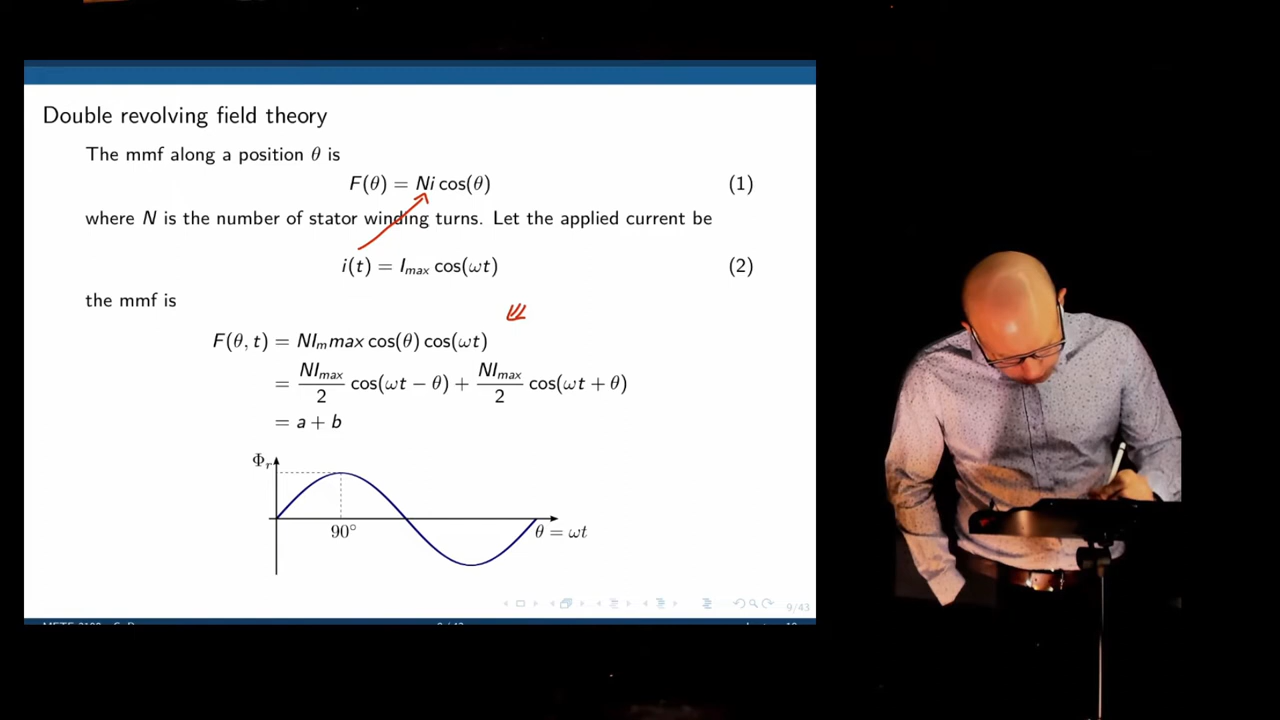 Double revolving field theory
The mmf along a position θ is
F(θ) = Ni cos(θ) (1)
where N is the number of stator winding turns. Let the applied current be
i(t) = I_max cos(ωt) (2)
the mmf is
F(θ, t) = NI_m max cos(θ) cos(ωt)
= NI_max/2 cos(ωt − θ) + NI_max/2 cos(ωt + θ)
= a + b
Φ_r
90°
θ = ωt
9/43